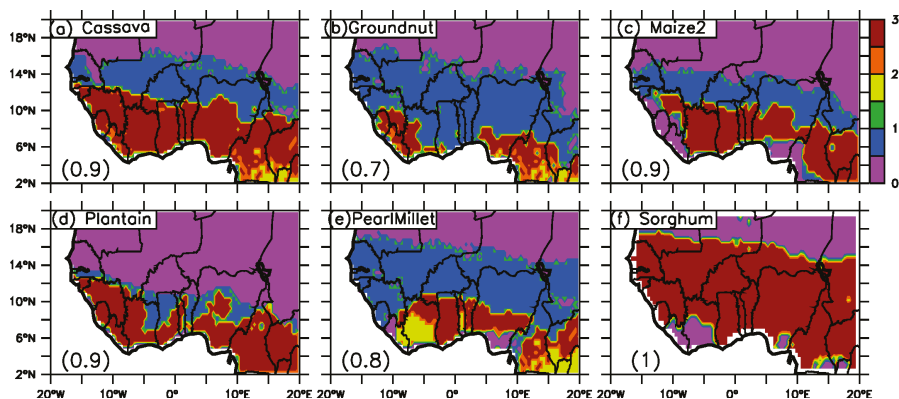 (a) Cassava
(b) Groundnut
(c) Maize2
18°N
14°N
10°N
6°N
2°N
(0.9)
(0.7)
(0.9)
3
2
1
0
(d) Plantain
(e) PearlMillet
(f) Sorghum
18°N
14°N
10°N
6°N
2°N
(0.9)
(0.8)
(1)
20°W 10°W 0° 10°E 20°W 10°W 0° 10°E 20°W 10°W 0° 10°E 20°E